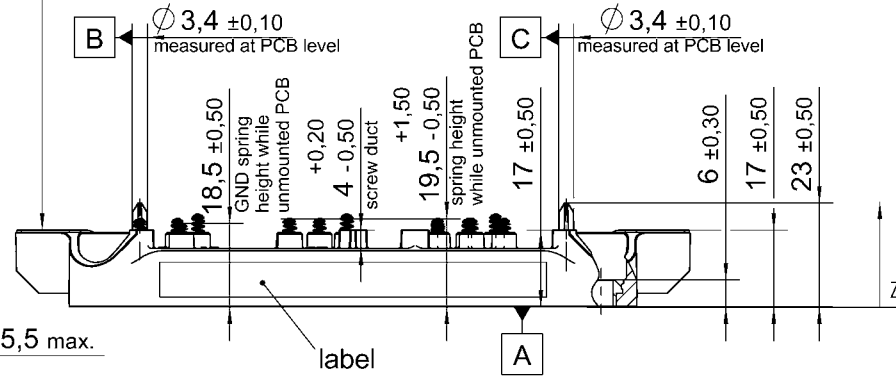 B
⌀ 3,4 ±0,10
measured at PCB level
C
⌀ 3,4 ±0,10
measured at PCB level
18,5 ±0,50
GND spring
height while
unmounted PCB
+0,20
4 -0,50
screw duct
+1,50
19,5 -0,50
spring height
while unmounted PCB
17 ±0,50
6 ±0,30
17 ±0,50
23 ±0,50
5,5 max.
label
A